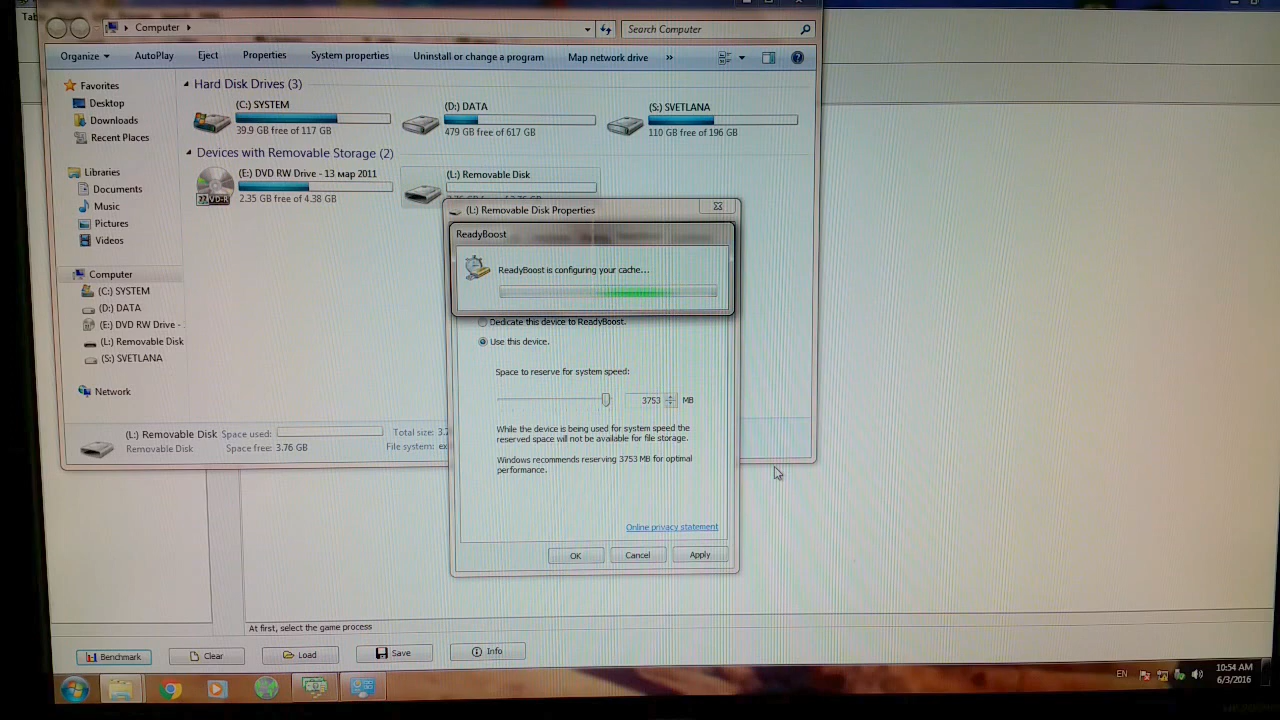 Computer
Search Computer
Organize
AutoPlay
Eject
Properties
System properties
Uninstall or change a program
Map network drive
»
Favorites
Desktop
Downloads
Recent Places
Libraries
Documents
Music
Pictures
Videos
Computer
(C:) SYSTEM
(D:) DATA
(E:) DVD RW Drive -
(L:) Removable Disk
(S:) SVETLANA
Network
Hard Disk Drives (3)
(C:) SYSTEM
39.9 GB free of 117 GB
(D:) DATA
479 GB free of 617 GB
(S:) SVETLANA
110 GB free of 196 GB
Devices with Removable Storage (2)
(E:) DVD RW Drive - 13 мар 2011
2.35 GB free of 4.38 GB
(L:) Removable Disk
(L:) Removable Disk Properties
ReadyBoost
ReadyBoost is configuring your cache...
Dedicate this device to ReadyBoost.
Use this device.
Space to reserve for system speed:
3753 MB
While the device is being used for system speed the
reserved space will not be available for file storage.
Windows recommends reserving 3753 MB for optimal
performance.
Online privacy statement
OK
Cancel
Apply
(L:) Removable Disk
Removable Disk
Space used:
Space free: 3.76 GB
Total size:
File system:
At first, select the game process
Benchmark
Clear
Load
Save
Info
EN
10:54 AM
6/3/2016